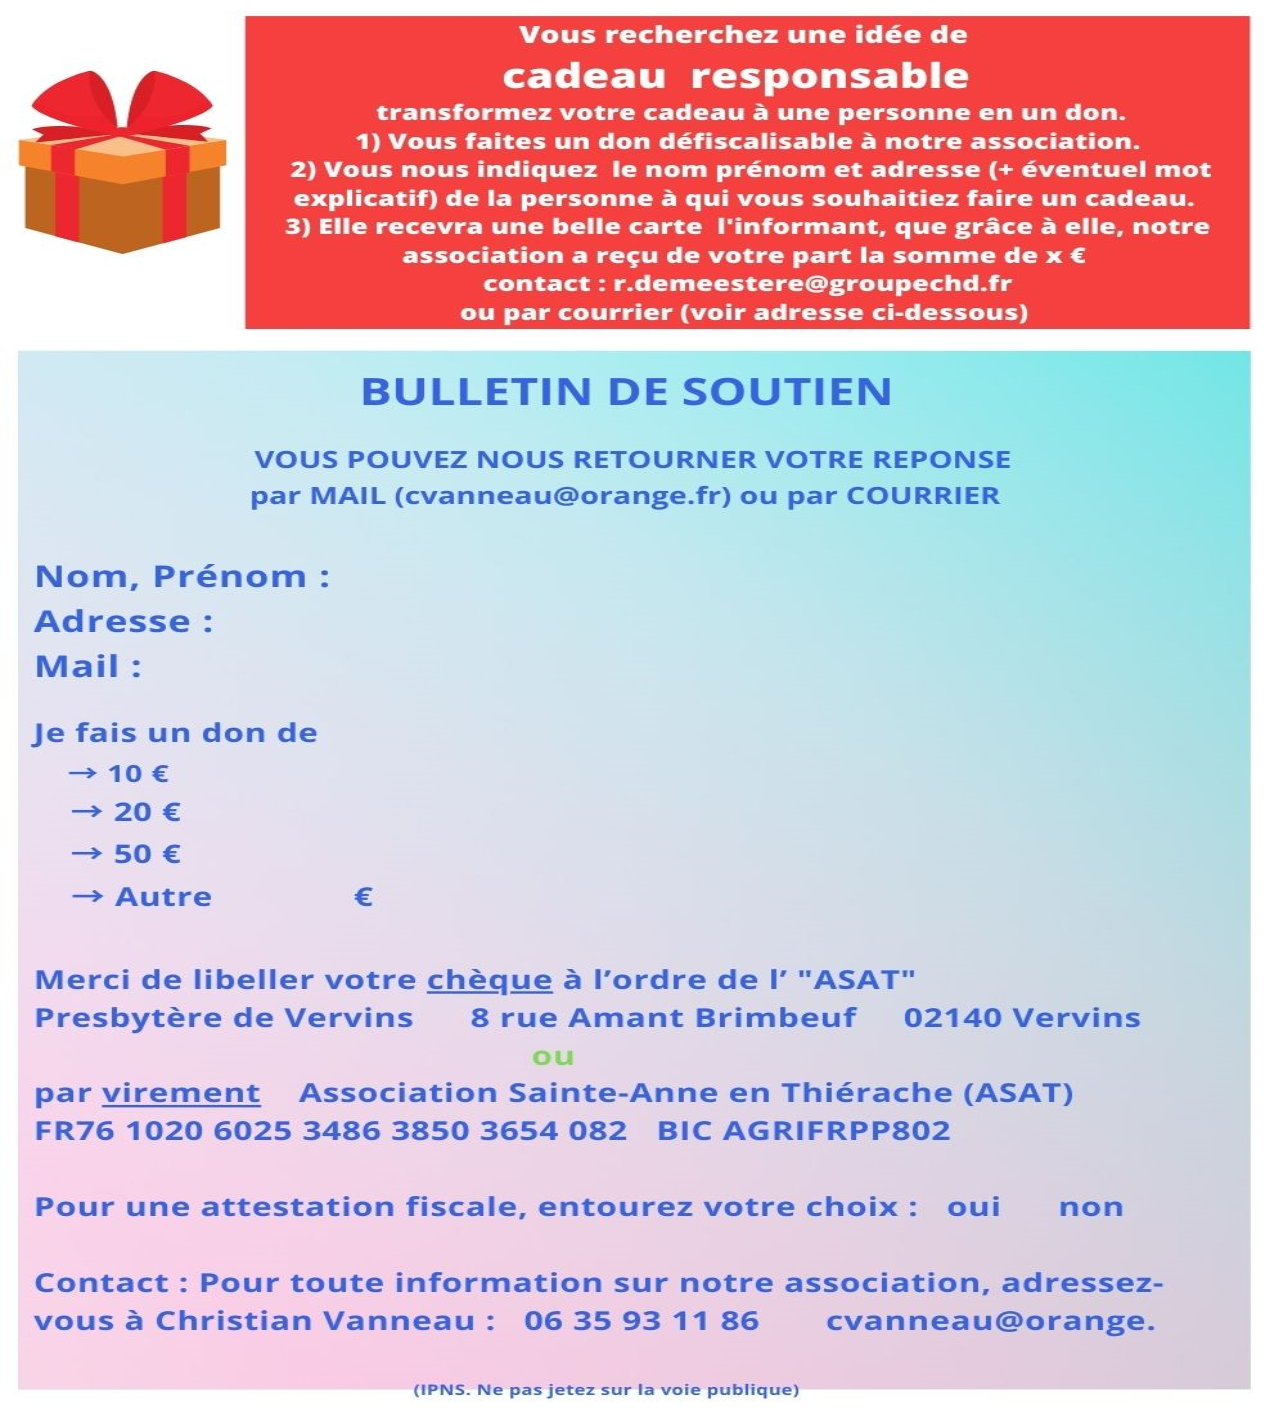 Vous recherchez une idée de
cadeau responsable
transformez votre cadeau à une personne en un don.
1) Vous faites un don défiscalisable à notre association.
2) Vous nous indiquez le nom prénom et adresse (+ éventuel mot
explicatif) de la personne à qui vous souhaitiez faire un cadeau.
3) Elle recevra une belle carte l'informant, que grâce à elle, notre
association a reçu de votre part la somme de x €
contact : r.demeestere@groupechd.fr
ou par courrier (voir adresse ci-dessous)
BULLETIN DE SOUTIEN
VOUS POUVEZ NOUS RETOURNER VOTRE REPONSE
par MAIL (cvanneau@orange.fr) ou par COURRIER
Nom, Prénom :
Adresse :
Mail :
Je fais un don de
→ 10 €
→ 20 €
→ 50 €
→ Autre €
Merci de libeller votre chèque à l’ordre de l’ "ASAT"
Presbytère de Vervins 8 rue Amant Brimbeuf 02140 Vervins
ou
par virement Association Sainte-Anne en Thiérache (ASAT)
FR76 1020 6025 3486 3850 3654 082 BIC AGRIFRPP802
Pour une attestation fiscale, entourez votre choix : oui non
Contact : Pour toute information sur notre association, adressez-
vous à Christian Vanneau : 06 35 93 11 86 cvanneau@orange.
(IPNS. Ne pas jetez sur la voie publique)